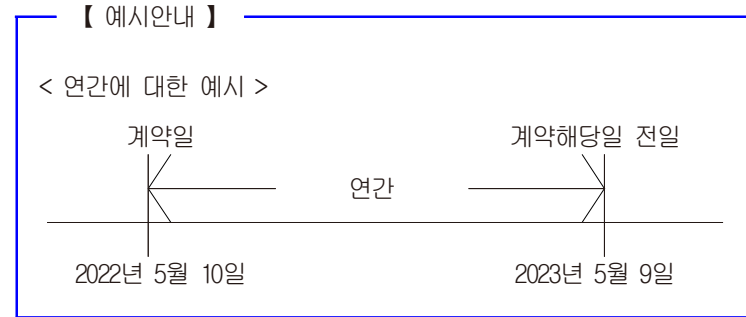 【 예시안내 】
< 연간에 대한 예시 >
계약일 계약해당일 전일
연간
2022년 5월 10일 2023년 5월 9일